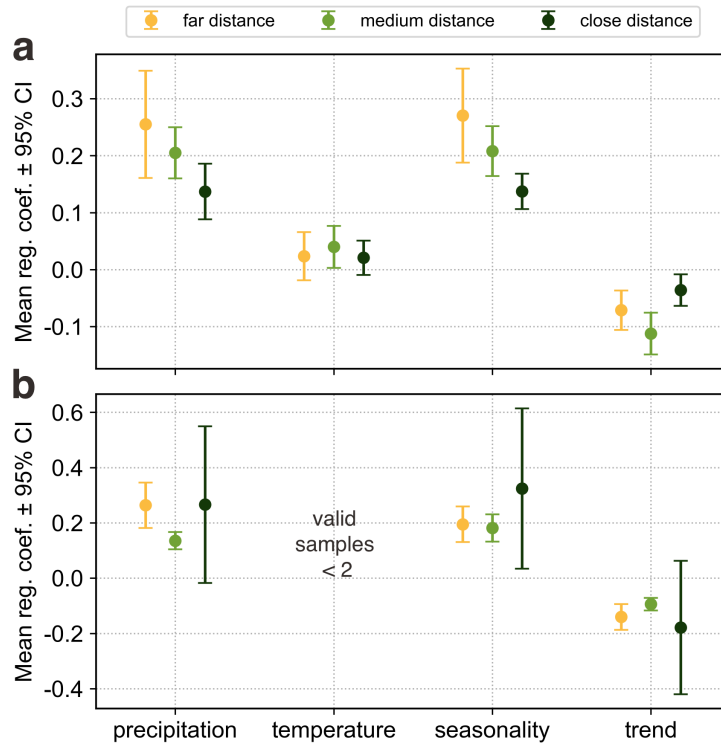 far distance medium distance close distance
a
Mean reg. coef. ± 95% CI
0.3
0.2
0.1
0.0
-0.1
b
Mean reg. coef. ± 95% CI
0.6
0.4
0.2
0.0
-0.2
-0.4
valid
samples
< 2
precipitation temperature seasonality trend